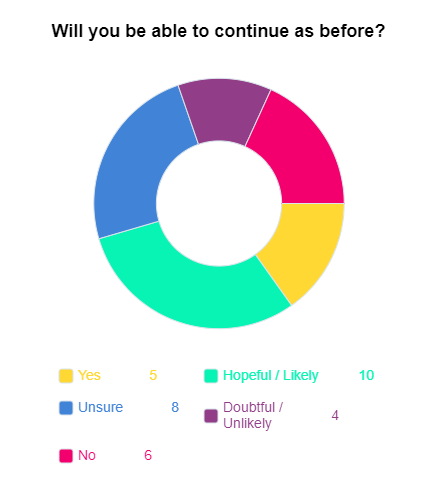 Will you be able to continue as before?
Yes 5 Hopeful / Likely 10
Unsure 8 Doubtful /
Unlikely 4
No 6